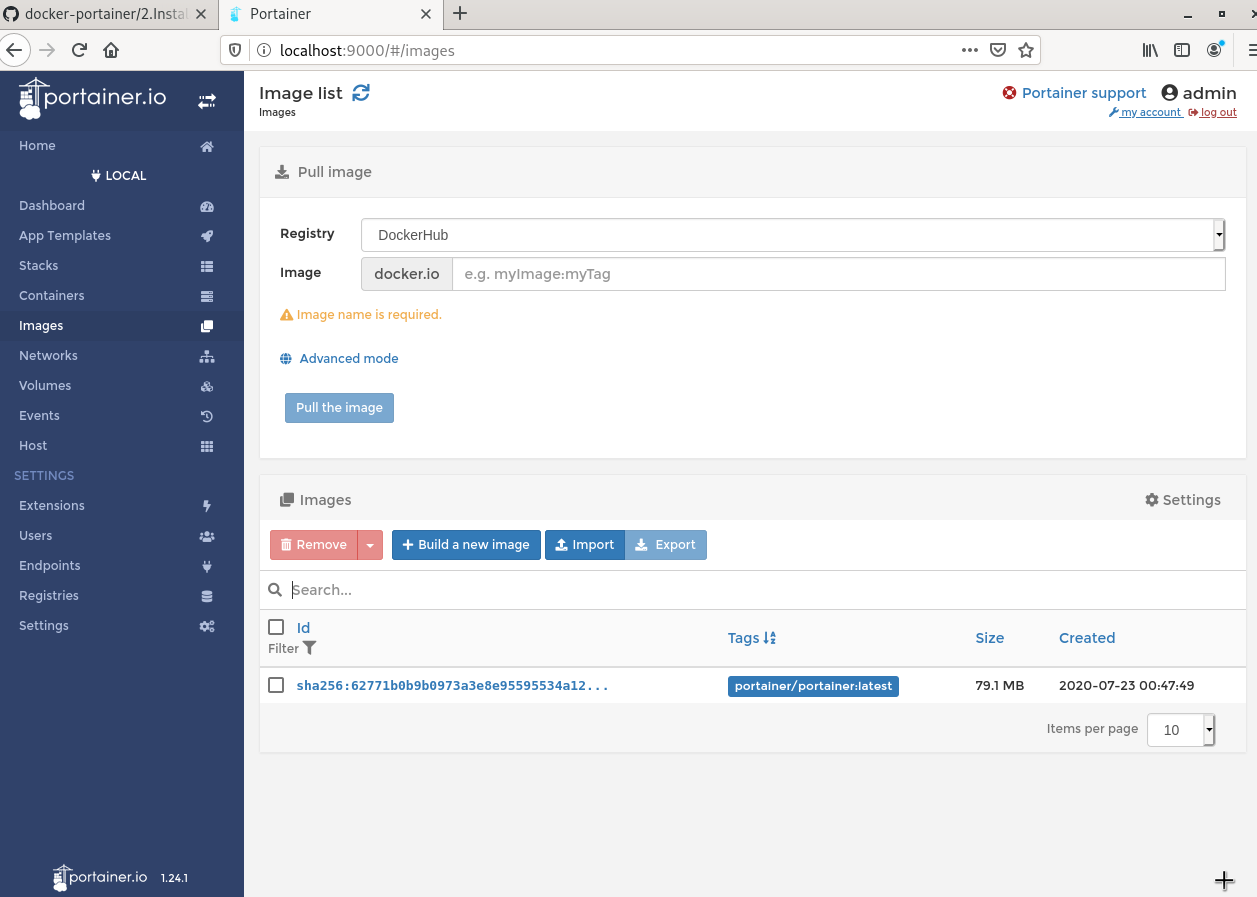 docker-portainer/2.Instal
Portainer
localhost:9000/#/images
portainer.io
Home
LOCAL
Dashboard
App Templates
Stacks
Containers
Images
Networks
Volumes
Events
Host
SETTINGS
Extensions
Users
Endpoints
Registries
Settings
portainer.io 1.24.1
Image list
Images
Portainer support
admin
my account
log out
Pull image
Registry
DockerHub
Image
docker.io
e.g. myImage:myTag
Image name is required.
Advanced mode
Pull the image
Images
Settings
Remove
Build a new image
Import
Export
Search...
Id
Filter
Tags
Size
Created
sha256:62771b0b9b0973a3e8e95595534a12...
portainer/portainer:latest
79.1 MB
2020-07-23 00:47:49
Items per page
10